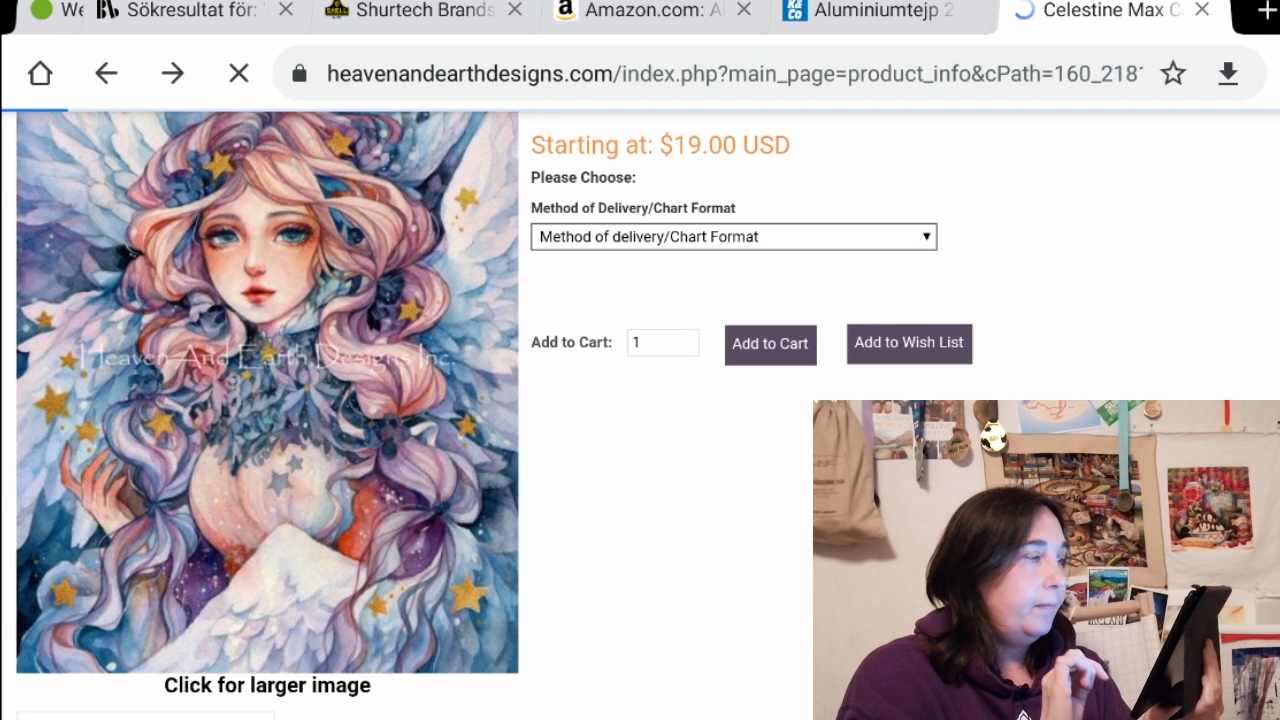 Sökresultat för:
Shurtech Brands
Amazon.com: Al
Aluminiumtejp 2
Celestine Max C
heavenandearthdesigns.com/index.php?main_page=product_info&cPath=160_218
Starting at: $19.00 USD
Please Choose:
Method of Delivery/Chart Format
Method of delivery/Chart Format
Add to Cart:
1
Add to Cart
Add to Wish List
Heaven And Earth Designs Inc.
Click for larger image